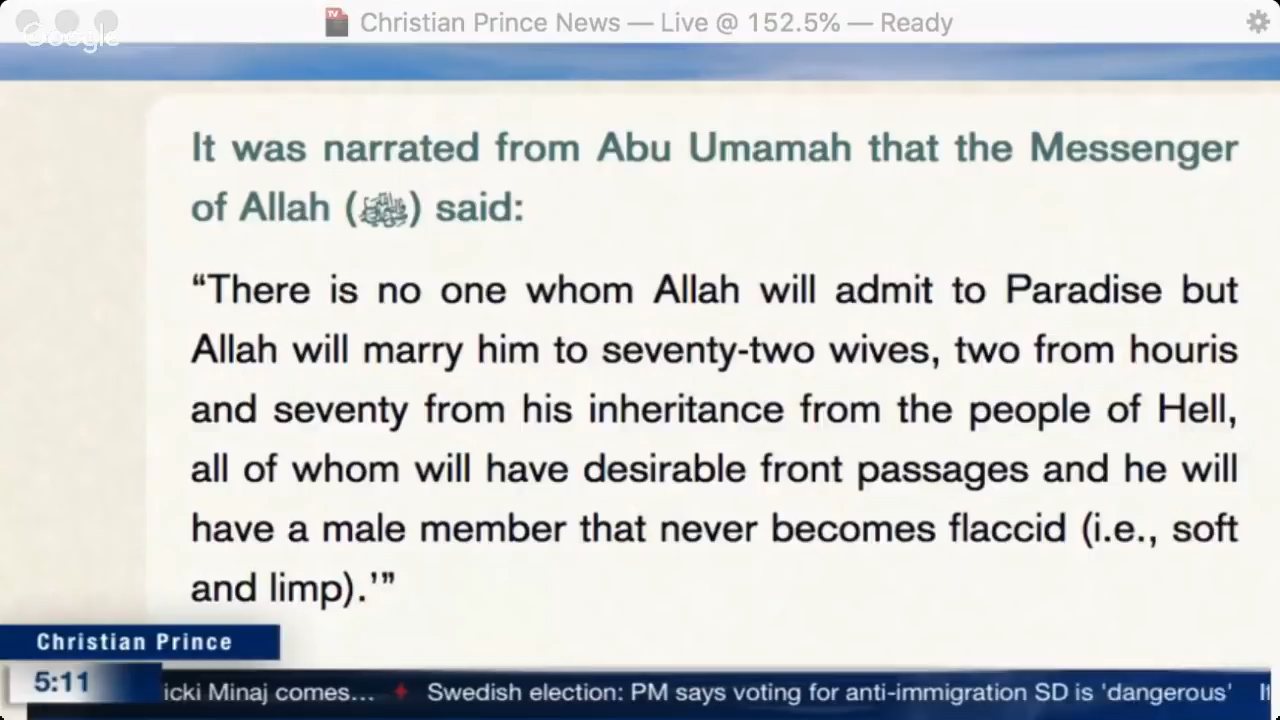 Christian Prince News — Live @ 152.5% — Ready
Google
It was narrated from Abu Umamah that the Messenger
of Allah (ﷺ) said:
“There is no one whom Allah will admit to Paradise but
Allah will marry him to seventy-two wives, two from houris
and seventy from his inheritance from the people of Hell,
all of whom will have desirable front passages and he will
have a male member that never becomes flaccid (i.e., soft
and limp).’”
Christian Prince
5:11
icki Minaj comes... Swedish election: PM says voting for anti-immigration SD is 'dangerous'